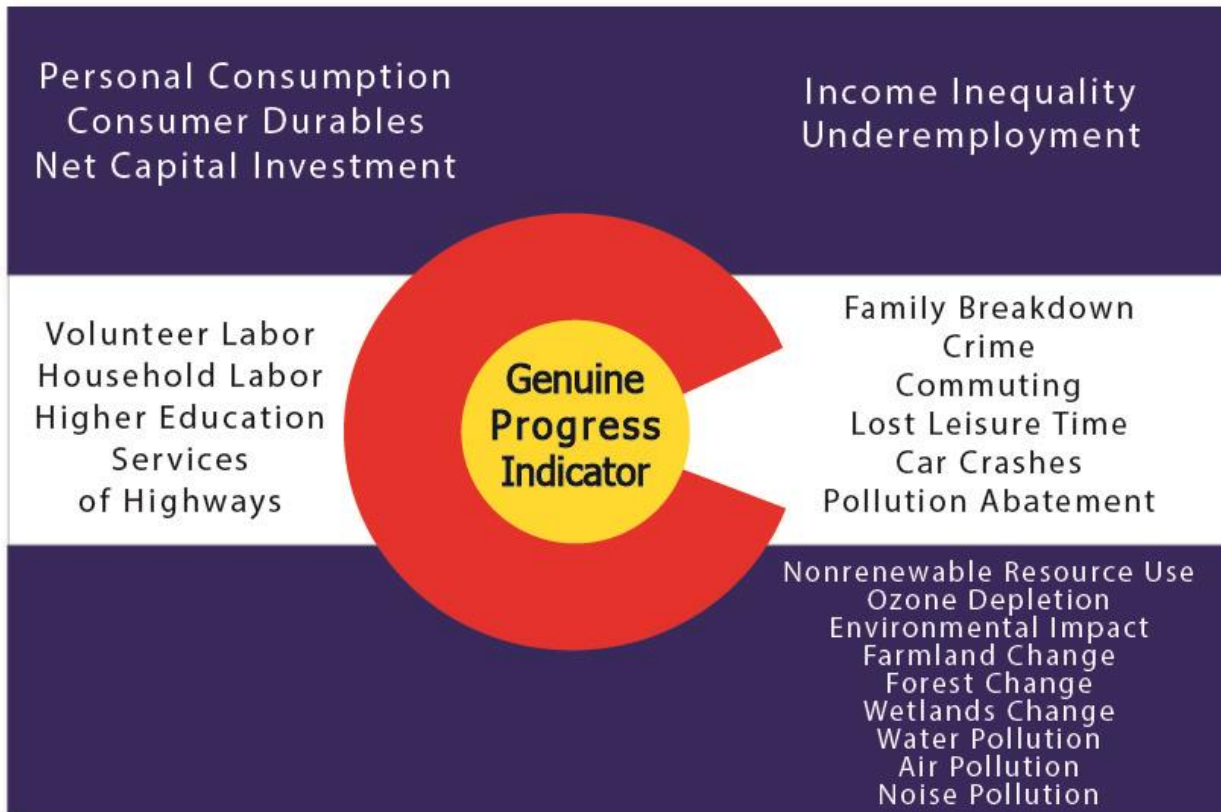 Personal Consumption
Consumer Durables
Net Capital Investment
Income Inequality
Underemployment
Volunteer Labor
Household Labor
Higher Education
Services
of Highways
Genuine
Progress
Indicator
Family Breakdown
Crime
Commuting
Lost Leisure Time
Car Crashes
Pollution Abatement
Nonrenewable Resource Use
Ozone Depletion
Environmental Impact
Farmland Change
Forest Change
Wetlands Change
Water Pollution
Air Pollution
Noise Pollution